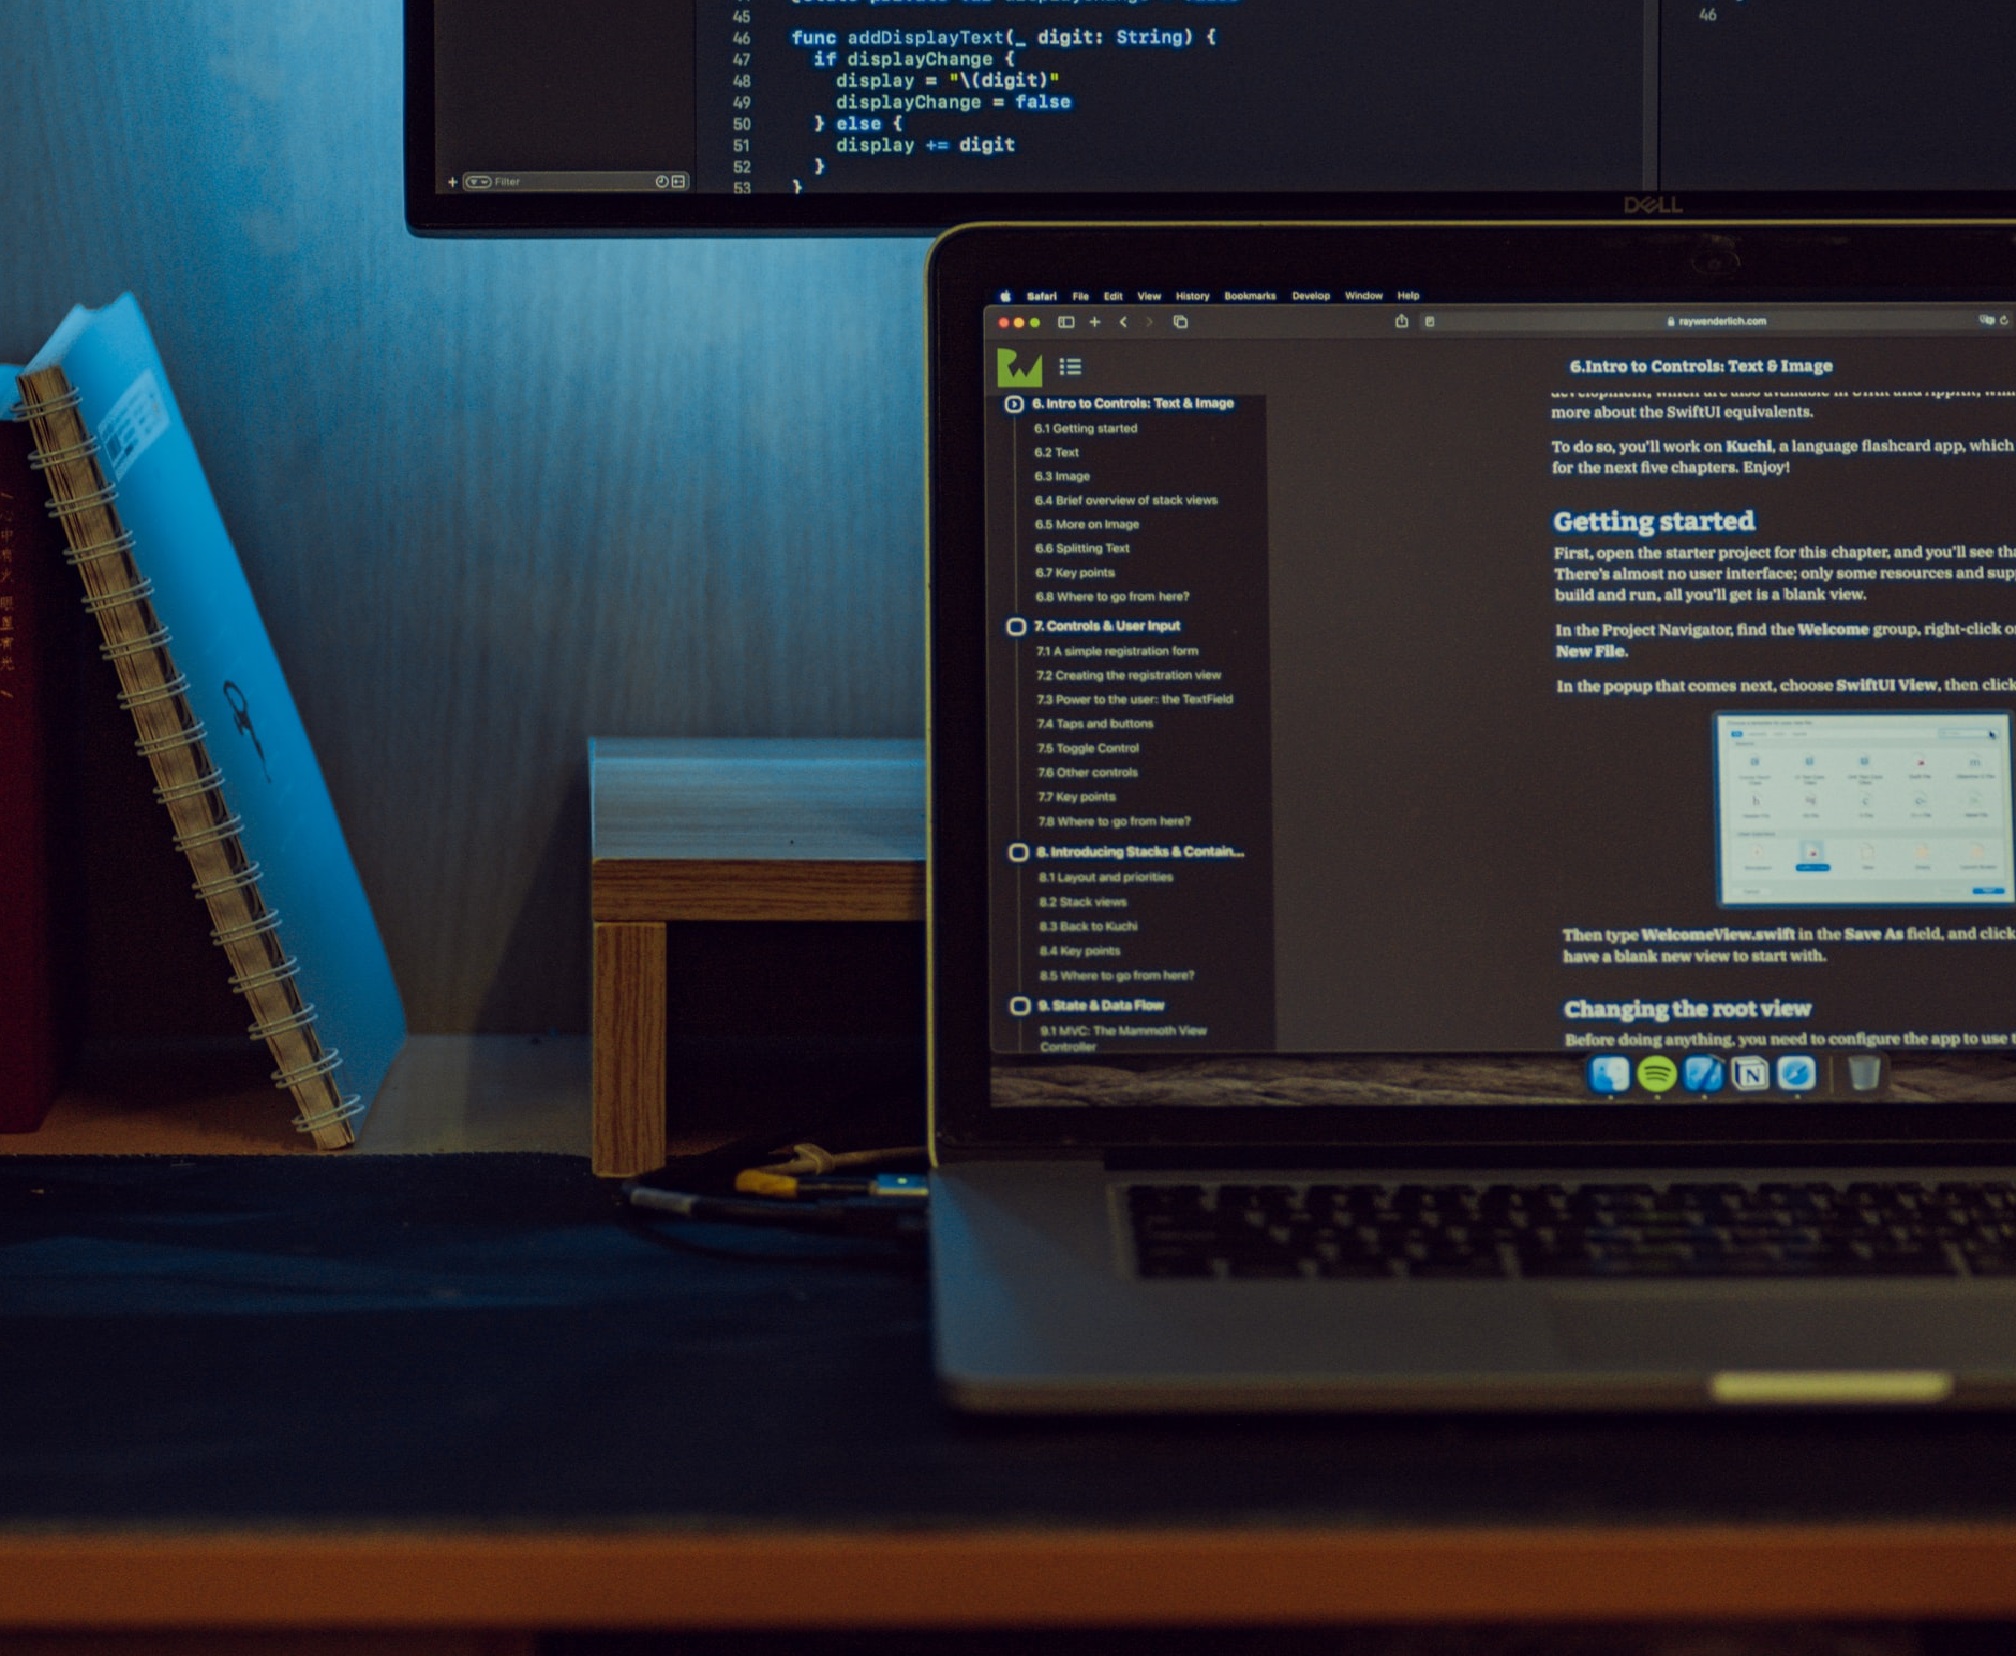 45
46 func addDisplayText(_ digit: String) {
47 if displayChange {
48 display = "\(digit)"
49 displayChange = false
50 } else {
51 display += digit
52 }
53 }
46
Filter
DELL
Safari File Edit View History Bookmarks Develop Window Help
raywenderlich.com
6. Intro to Controls: Text & Image
6.1 Getting started
6.2 Text
6.3 Image
6.4 Brief overview of stack views
6.5 More on Image
6.6 Splitting Text
6.7 Key points
6.8 Where to go from here?
7. Controls & User Input
7.1 A simple registration form
7.2 Creating the registration view
7.3 Power to the user: the TextField
7.4 Taps and buttons
7.5 Toggle Control
7.6 Other controls
7.7 Key points
7.8 Where to go from here?
8. Introducing Stacks & Contain...
8.1 Layout and priorities
8.2 Stack views
8.3 Back to Kuchi
8.4 Key points
8.5 Where to go from here?
9. State & Data Flow
9.1 MVC: The Mammoth View
Controller
6.Intro to Controls: Text & Image
more about the SwiftUI equivalents.
To do so, you'll work on Kuchi, a language flashcard app, which
for the next five chapters. Enjoy!
Getting started
First, open the starter project for this chapter, and you'll see
There's almost no user interface; only some resources and
build and run, all you'll get is a blank view.
In the Project Navigator, find the Welcome group, right-click
New File.
In the popup that comes next, choose SwiftUI View, then click
Then type WelcomeView.swift in the Save As field, and click
have a blank new view to start with.
Changing the root view
Before doing anything, you need to configure the app to use